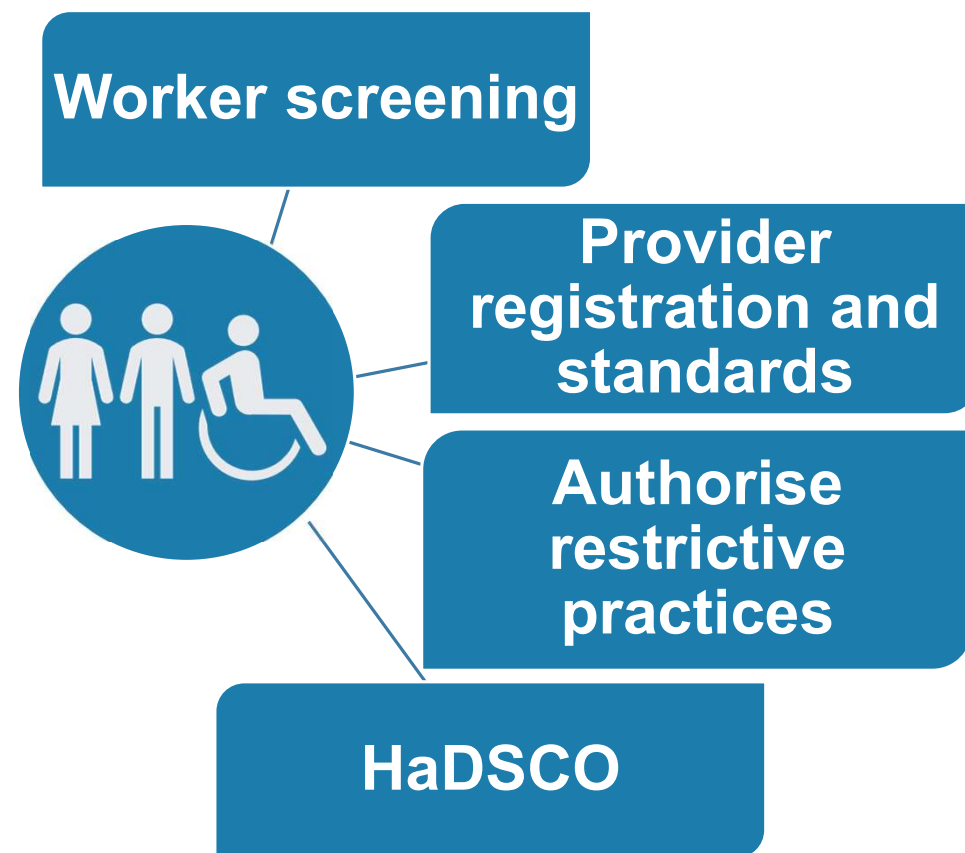 Worker screening
Provider
registration and
standards
Authorise
restrictive
practices
HaDSCO